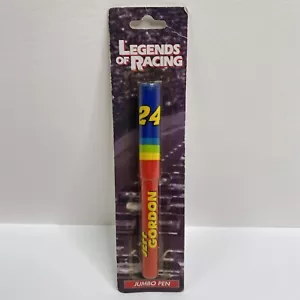 LEGENDS
OF RACING
24
JEFF
GORDON
JUMBO PEN